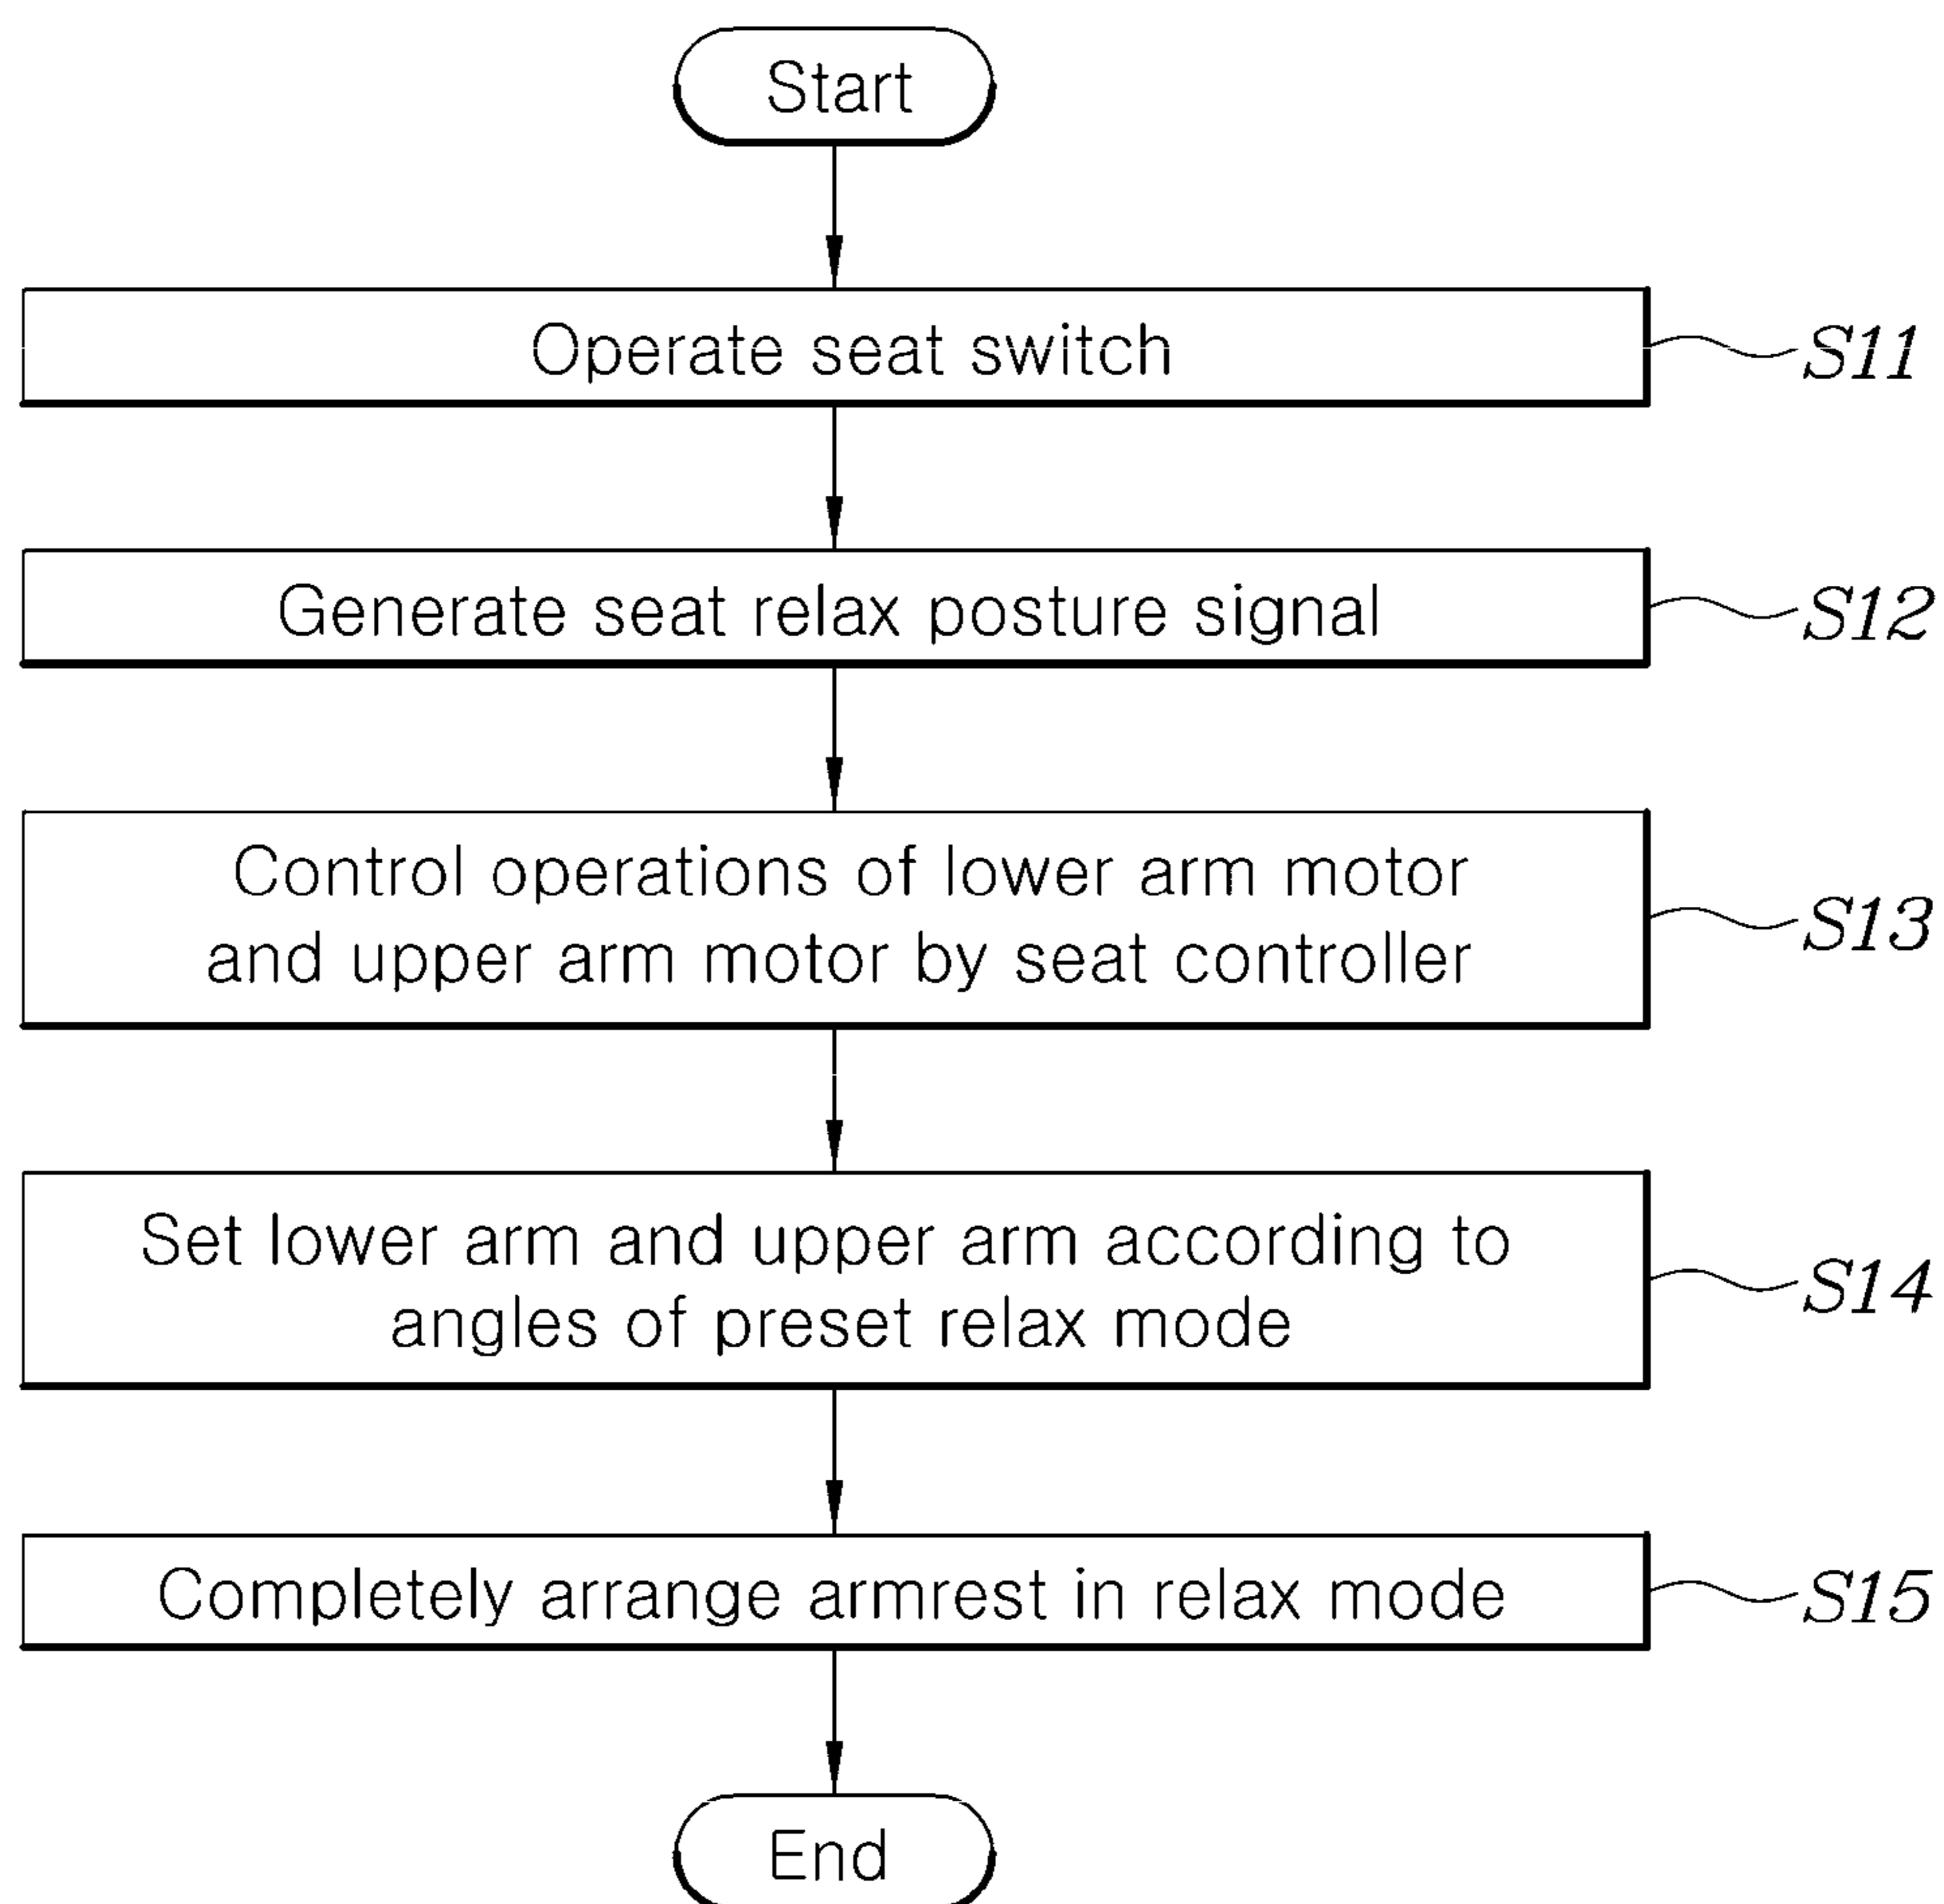 Start
Operate seat switch
S11
Generate seat relax posture signal
S12
Control operations of lower arm motor
and upper arm motor by seat controller
S13
Set lower arm and upper arm according to
angles of preset relax mode
S14
Completely arrange armrest in relax mode
S15
End